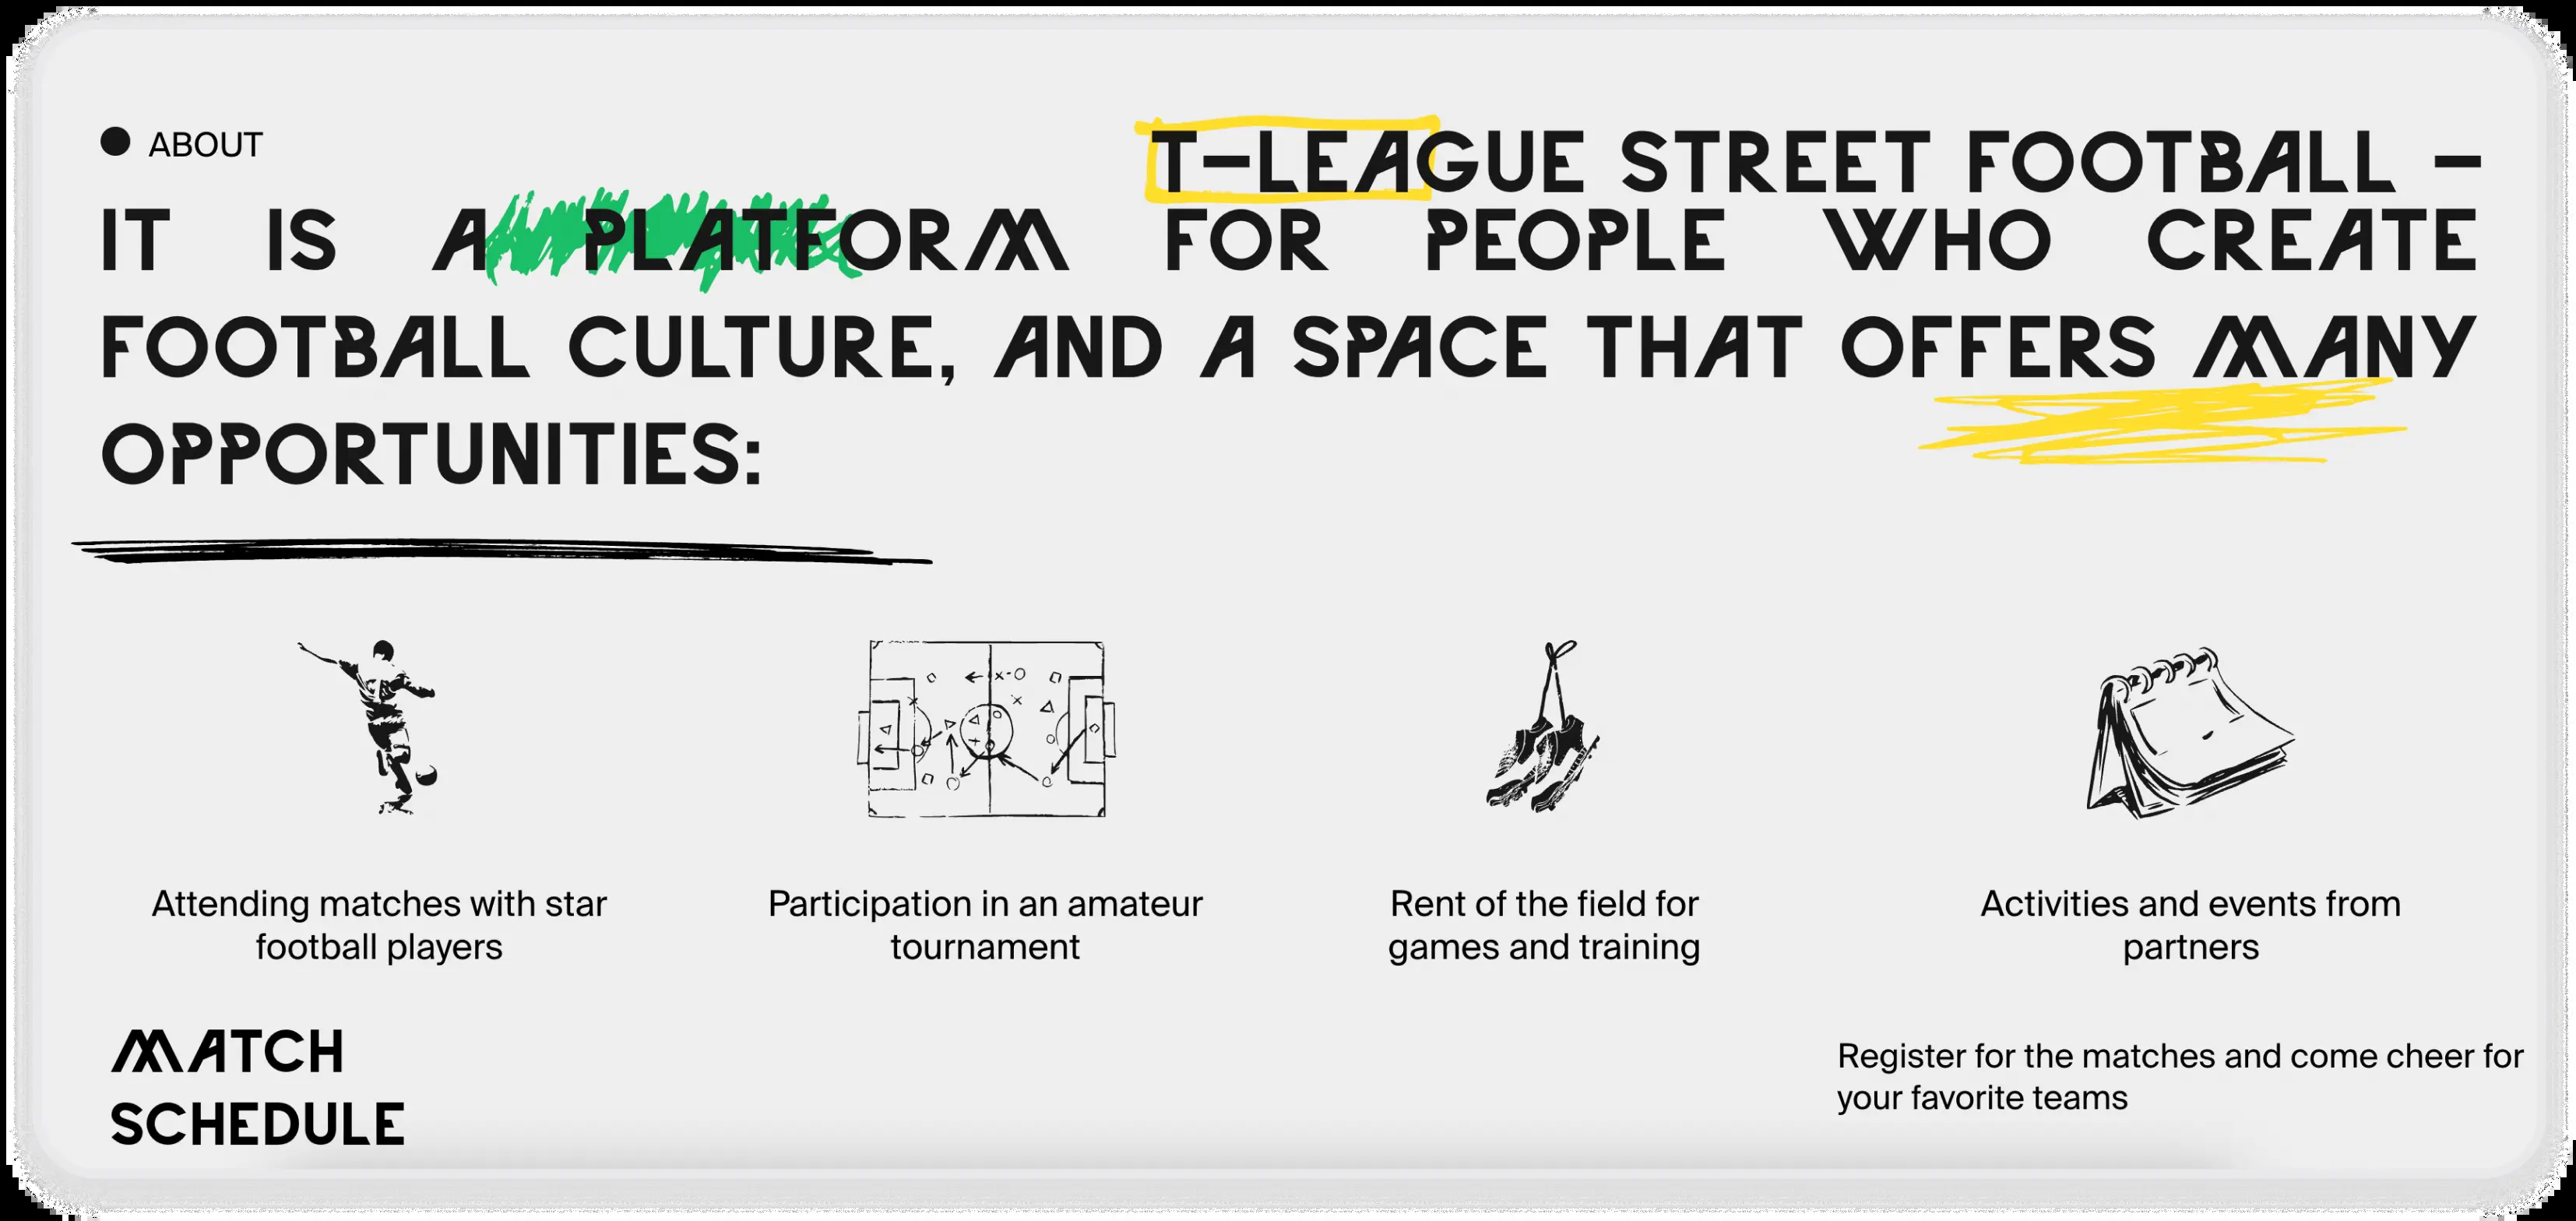 ABOUT
T-LEAGUE STREET FOOTBALL –
IT IS A PLATFORM FOR PEOPLE WHO CREATE
FOOTBALL CULTURE, AND A SPACE THAT OFFERS MANY
OPPORTUNITIES:
Attending matches with star
football players
Participation in an amateur
tournament
Rent of the field for
games and training
Activities and events from
partners
MATCH
SCHEDULE
Register for the matches and come cheer for
your favorite teams